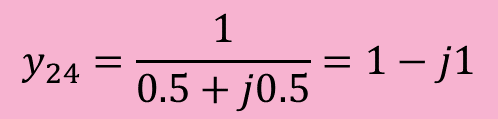 y₂₄ = 1 / (0.5 + j0.5) = 1 − j1